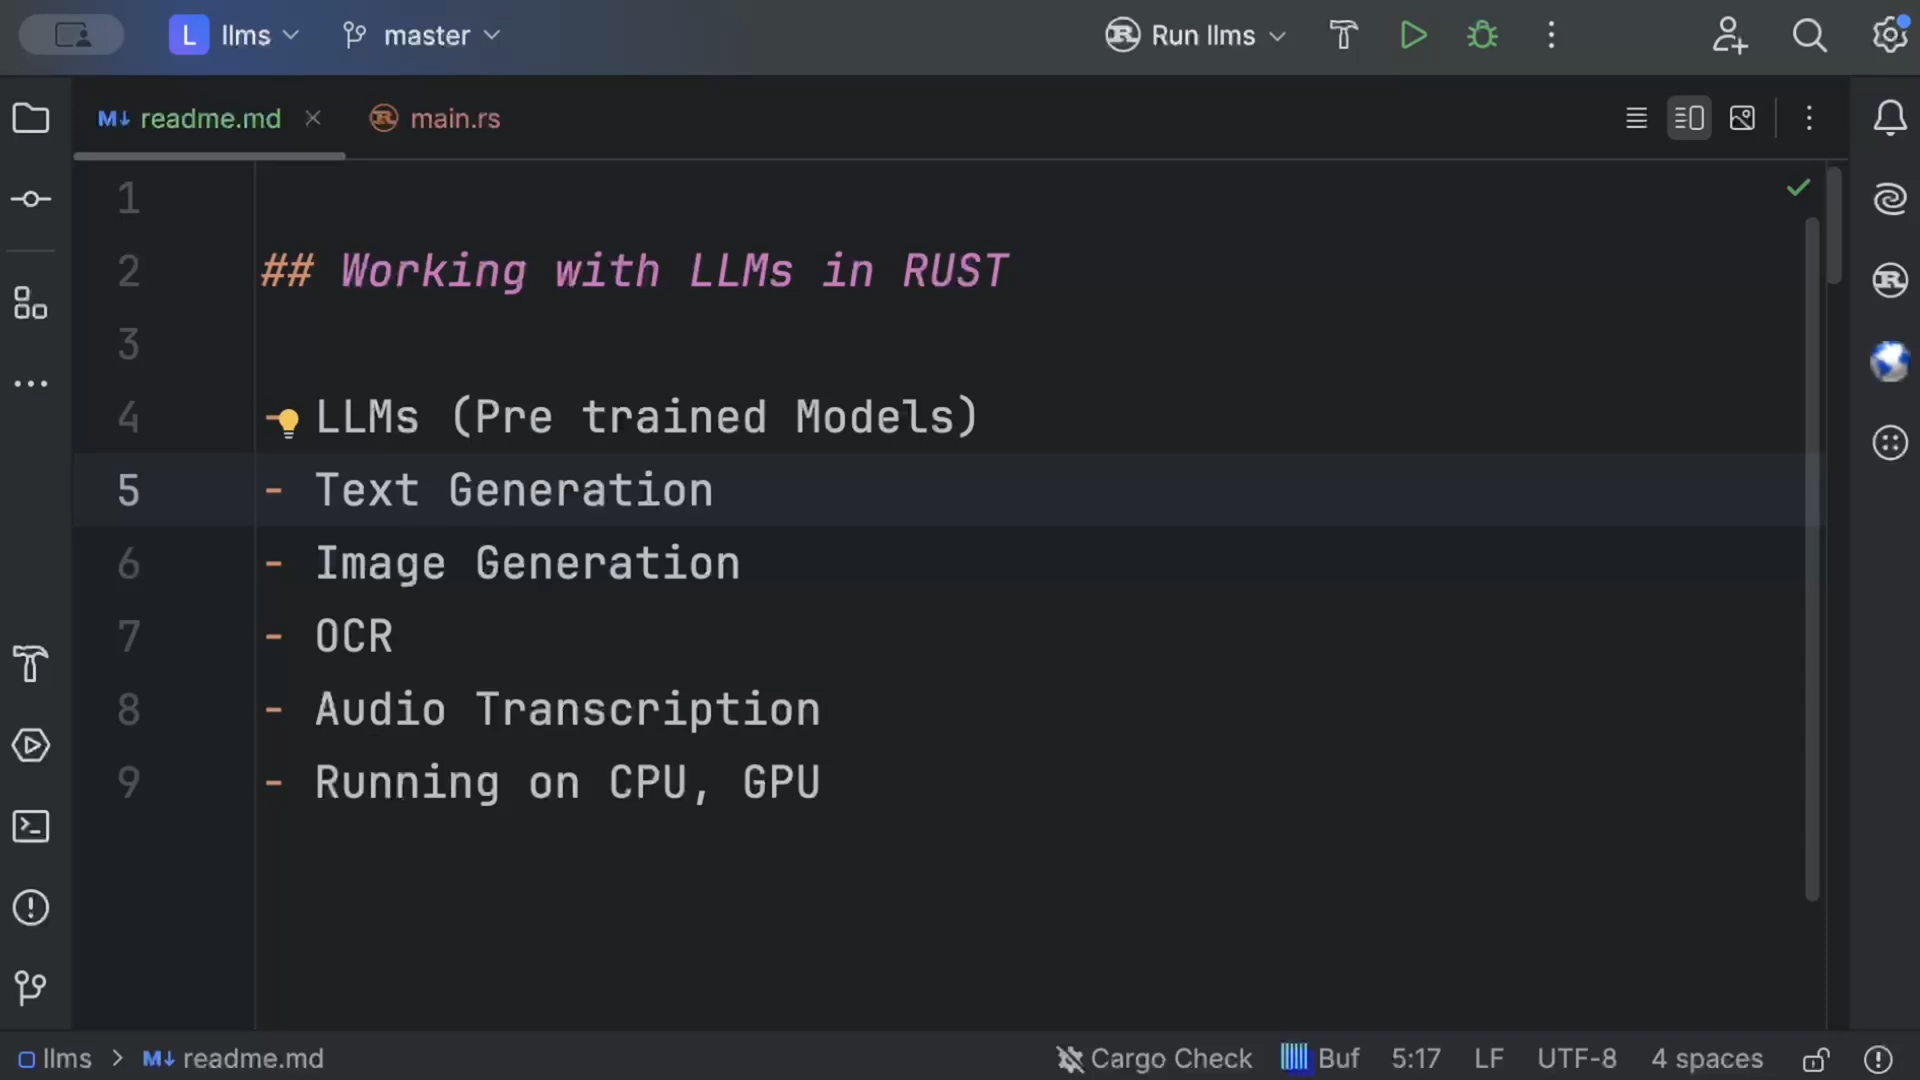 L llms master Run llms
M↓ readme.md main.rs
1
2 ## Working with LLMs in RUST
3
4 - LLMs (Pre trained Models)
5 - Text Generation
6 - Image Generation
7 - OCR
8 - Audio Transcription
9 - Running on CPU, GPU
llms > M↓ readme.md Cargo Check Buf 5:17 LF UTF-8 4 spaces